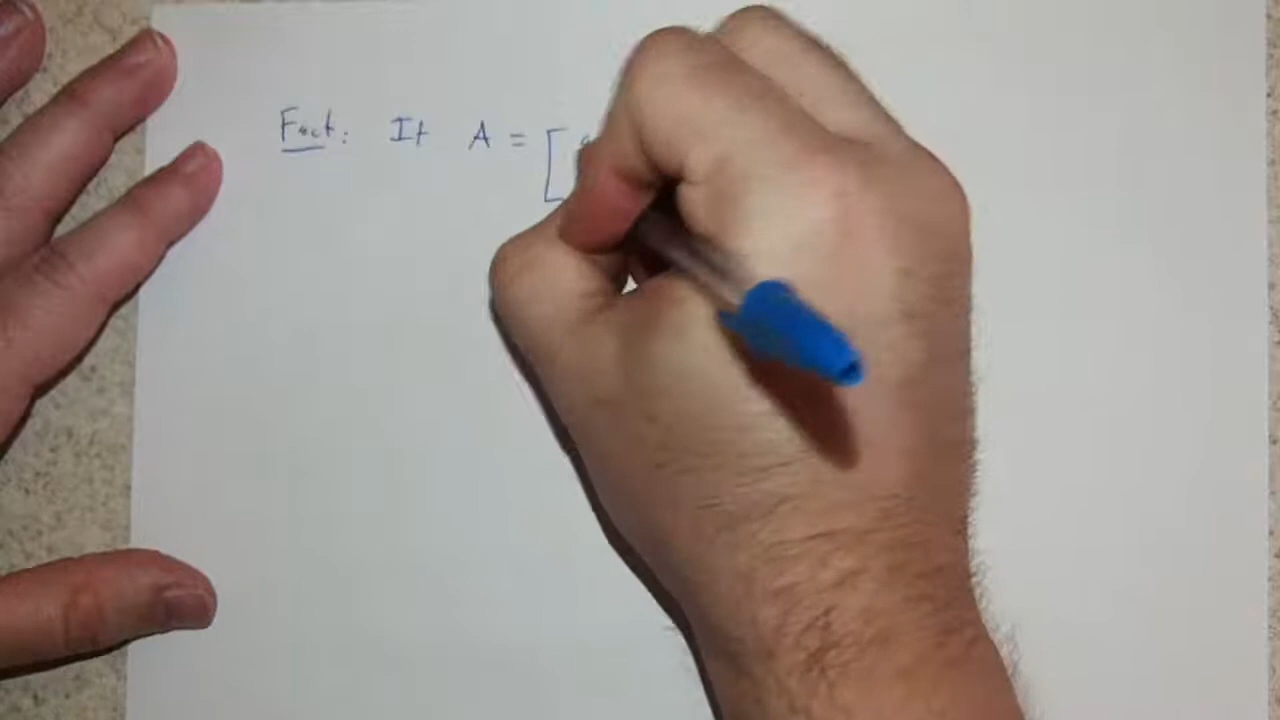 Fact: If A = [